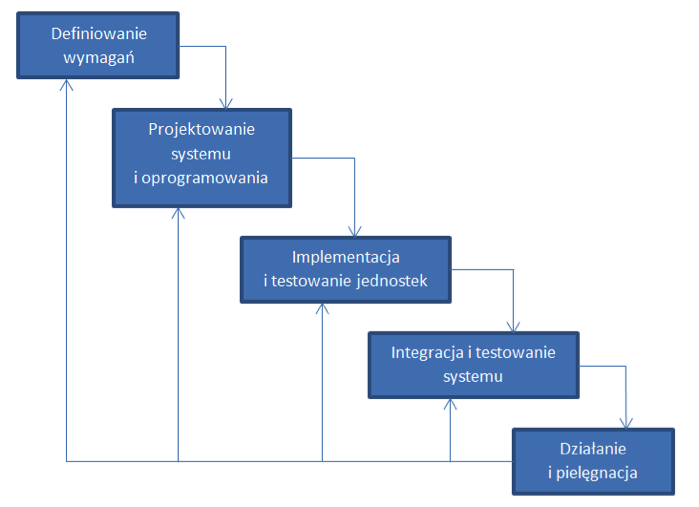 Definiowanie
wymagań
Projektowanie
systemu
i oprogramowania
Implementacja
i testowanie jednostek
Integracja i testowanie
systemu
Działanie
i pielęgnacja